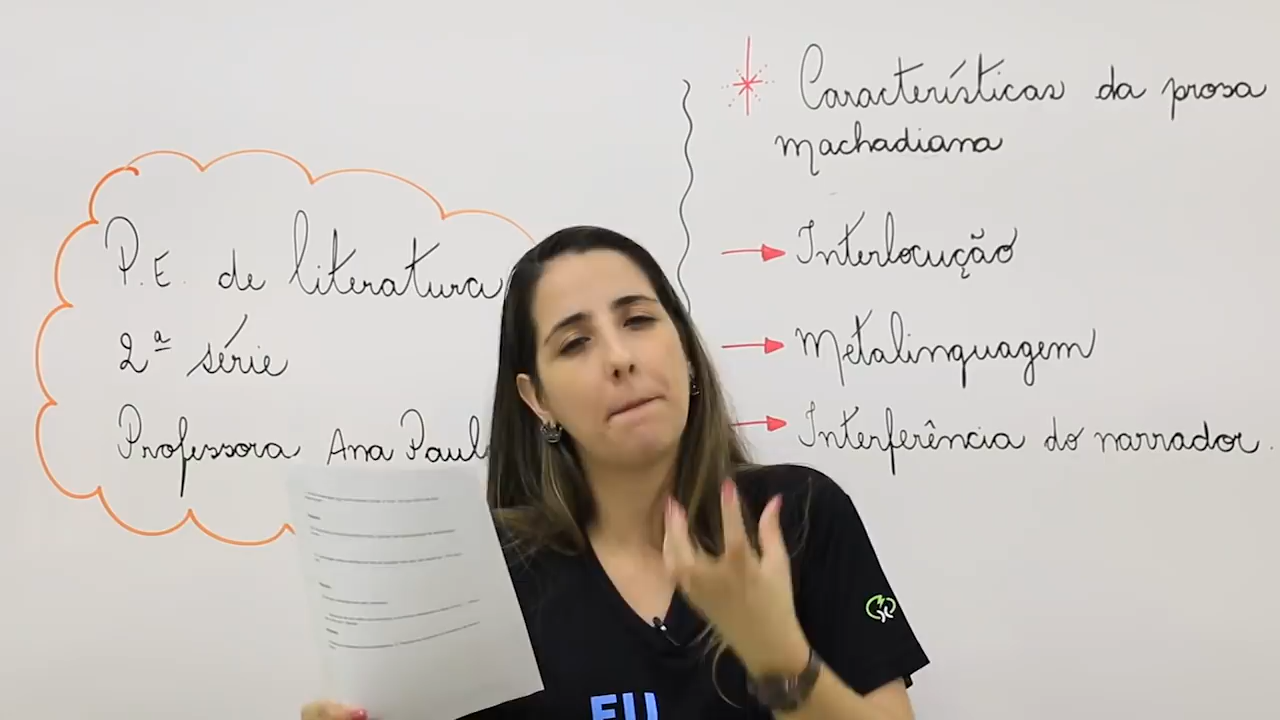 P.E. de literatura
2ª série
Professora Ana Paul
* Características da prosa
machadiana
→ Interlocução
→ Metalinguagem
→ Interferência do narrador.
EU